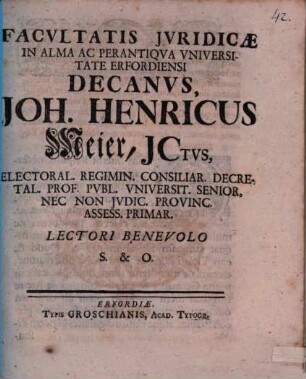 42.
FACVLTATIS JVRIDICÆ
IN ALMA AC PERANTIQVA VNIVERSI-
TATE ERFORDIENSI
DECANVS,
JOH. HENRICUS
Meier, JCTVS,
ELECTORAL. REGIMIN. CONSILIAR. DECRE-
TAL. PROF. PVBL. VNIVERSIT. SENIOR,
NEC NON JVDIC. PROVINC.
ASSESS. PRIMAR.
LECTORI BENEVOLO
S. & O.
ERFORDIÆ.
TYPIS GROSCHIANIS, ACAD. TYPOGR.